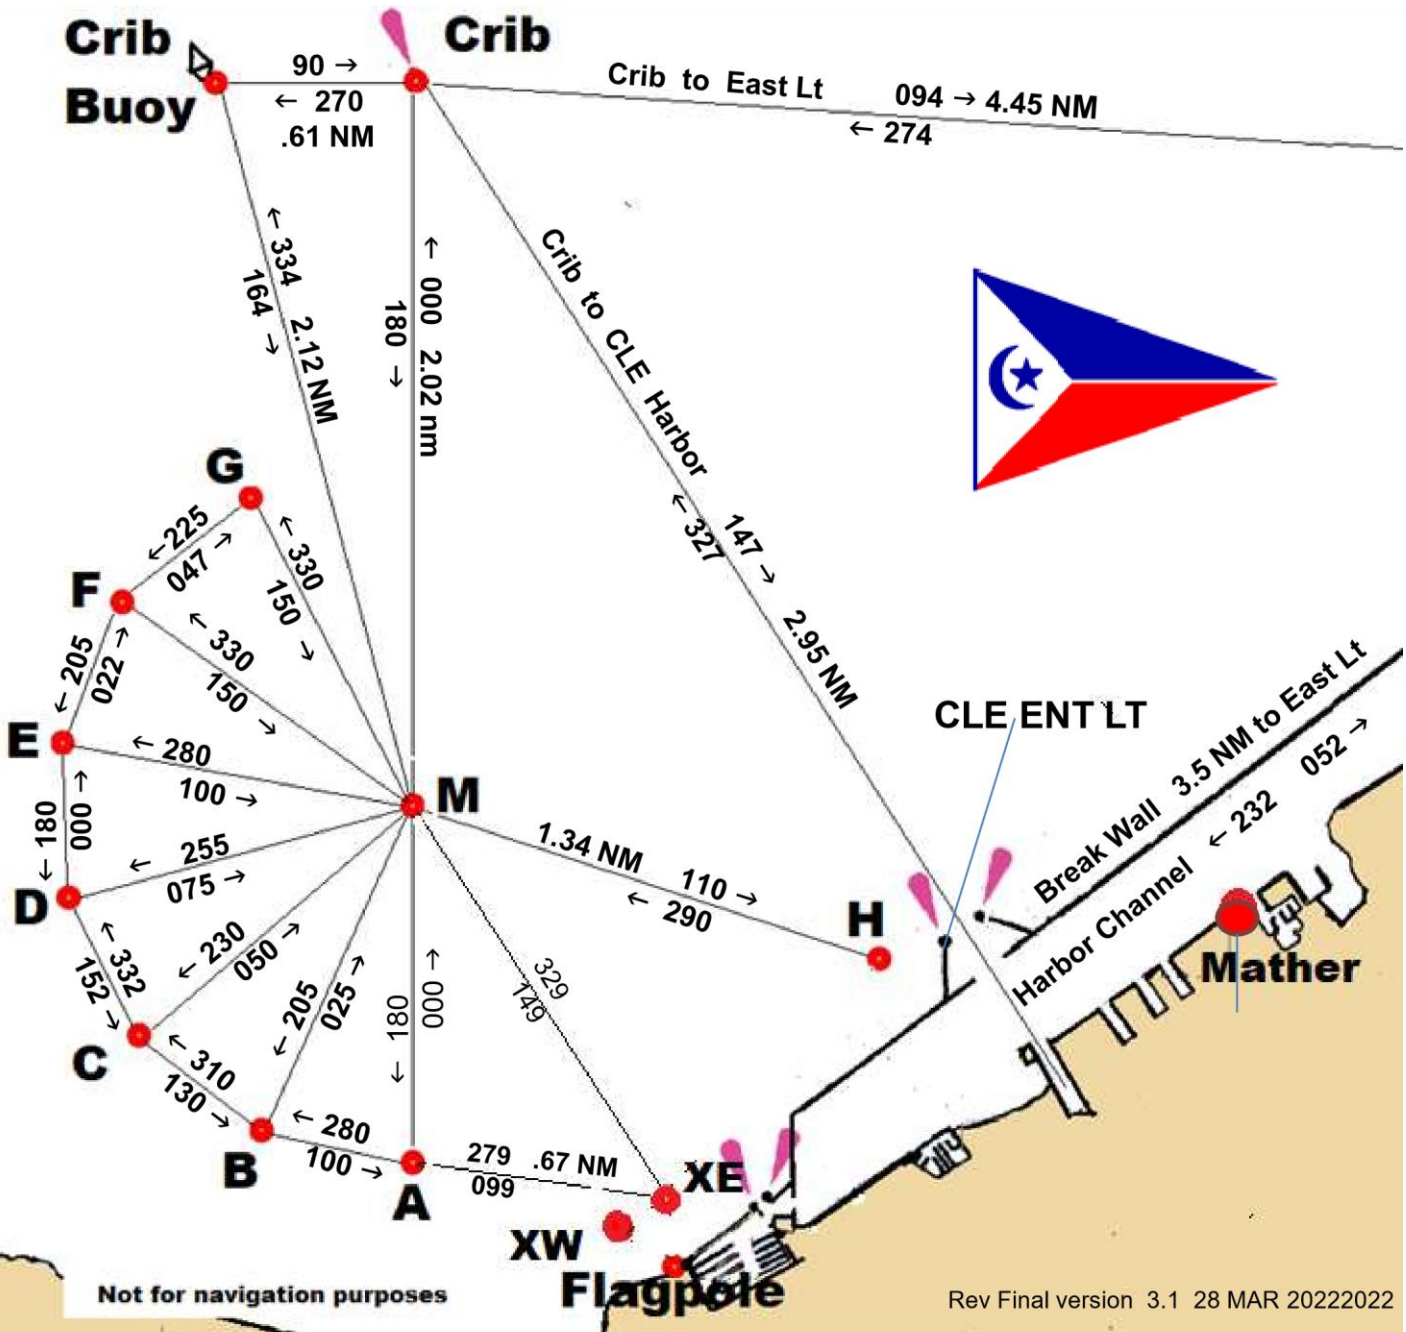 Crib
Buoy
90 →
← 270
.61 NM
Crib
Crib to East Lt 094 → 4.45 NM
← 274
← 334 2.12 NM
164 →
← 000 2.02 nm
180 →
Crib to CLE Harbor 147 → 2.95 NM
← 327
G
← 225
047 →
← 330
150 →
F
← 330
150 →
← 205
022 →
E
← 280
100 →
M
← 180
000 →
← 255
075 →
D
1.34 NM 110 →
← 290
H
CLE ENT LT
Break Wall 3.5 NM to East Lt
Harbor Channel ← 232 052 →
Mather
← 332
152 →
← 230
050 →
← 205
025 →
← 000
180 →
329
149
C
← 310
130 →
B
← 280
100 →
A
279 .67 NM
099
XE
XW
Flagpole
Not for navigation purposes
Rev Final version 3.1 28 MAR 20222022